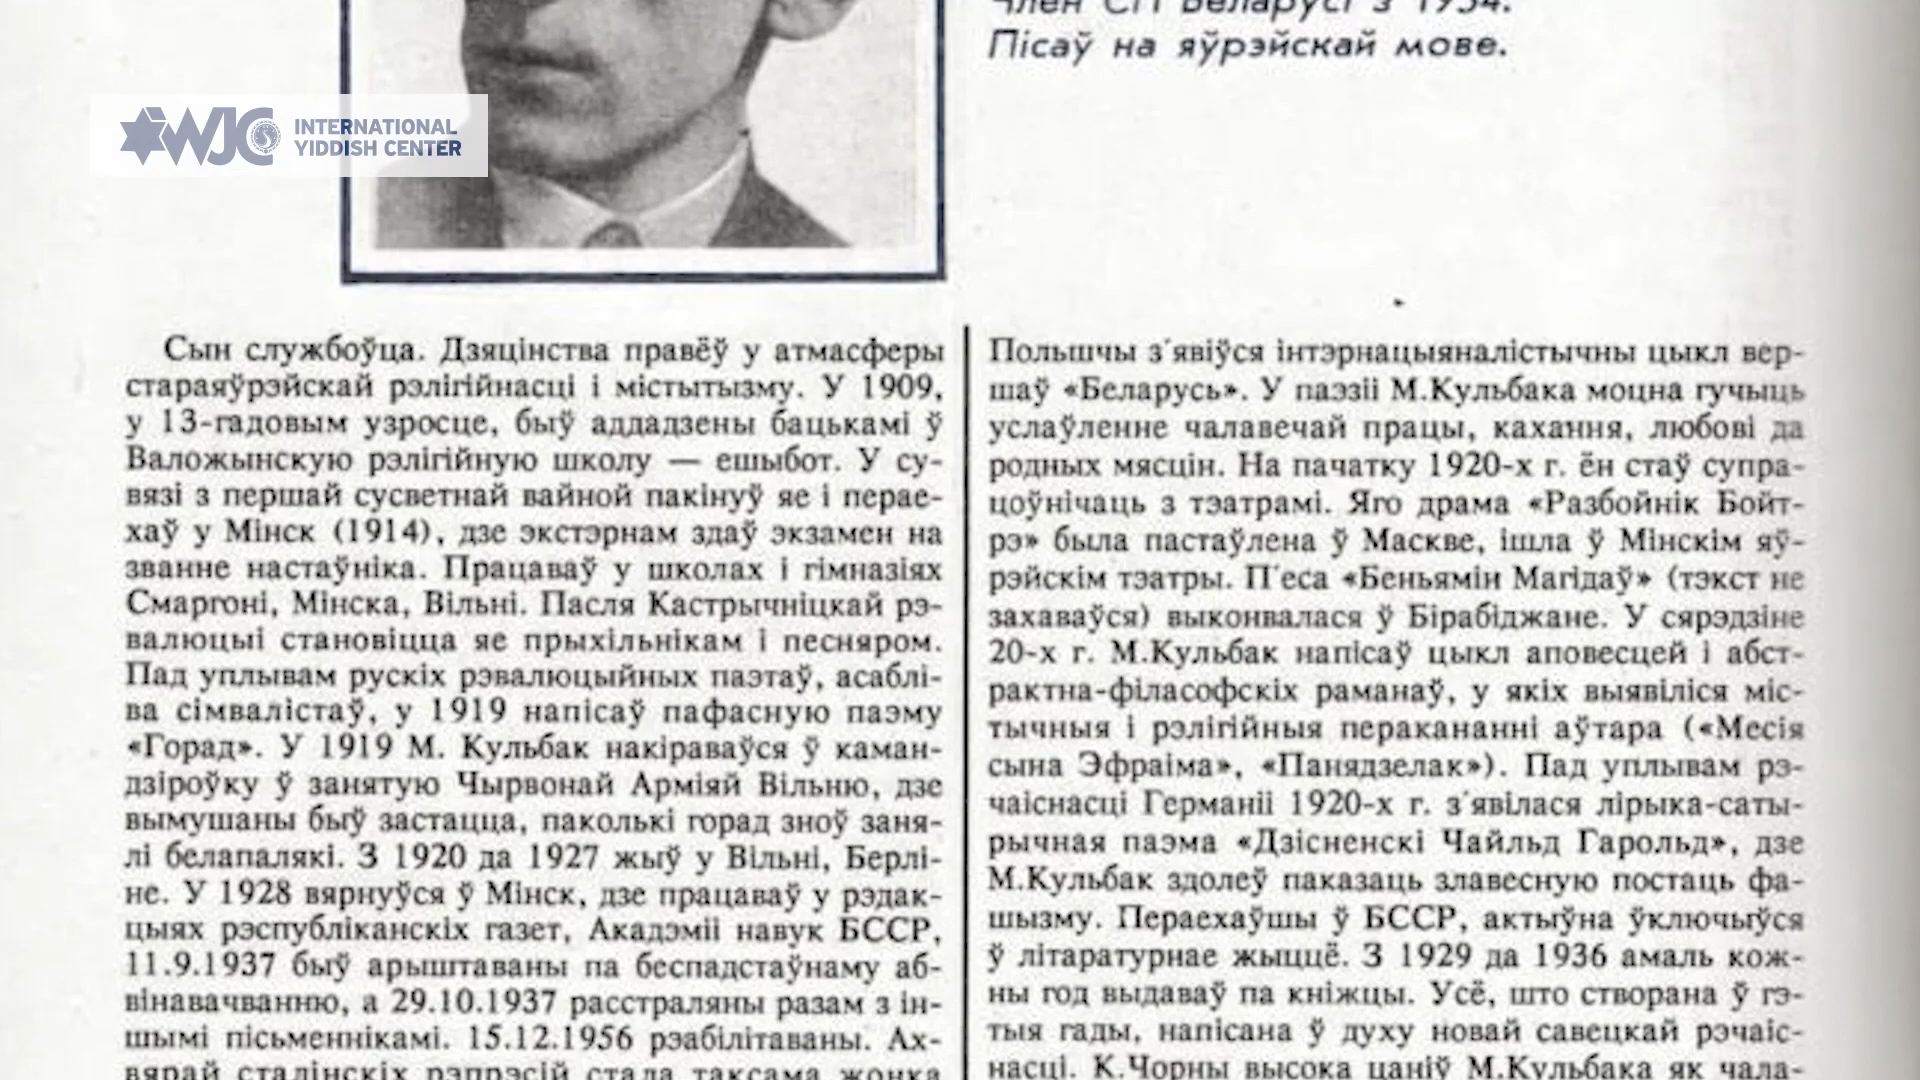 Член СП Беларусі з 1934.
Пісаў на яўрэйскай мове.
WJC
INTERNATIONAL
YIDDISH CENTER
Сын службоўца. Дзяцінства правёў у атмасферы
стараяўрэйскай рэлігійнасці і містытызму. У 1909,
у 13-гадовым узросце, быў аддадзены бацькамі ў
Валожынскую рэлігійную школу — ешыбот. У су-
вязі з першай сусветнай вайной пакінуў яе і перае-
хаў у Мінск (1914), дзе экстэрнам здаў экзамен на
званне настаўніка. Працаваў у школах і гімназіях
Смаргоні, Мінска, Вільні. Пасля Кастрычніцкай рэ-
валюцыі становіцца яе прыхільнікам і песняром.
Пад уплывам рускіх рэвалюцыйных паэтаў, асаблі-
ва сімвалістаў, у 1919 напісаў пафасную паэму
«Горад». У 1919 М. Кульбак накіраваўся ў каман-
дзіроўку ў занятую Чырвонай Арміяй Вільню, дзе
вымушаны быў застацца, паколькі горад зноў заня-
лі белапалякі. З 1920 да 1927 жыў у Вільні, Берлі-
не. У 1928 вярнуўся ў Мінск, дзе працаваў у рэдак-
цыях рэспубліканскіх газет, Акадэміі навук БССР,
11.9.1937 быў арыштаваны па беспадстаўнаму аб-
вінавачванню, а 29.10.1937 расстраляны разам з ін-
шымі пісьменнікамі. 15.12.1956 рэабілітаваны. Ах-
вярай сталінскіх рэпрэсій стала таксама жонка
Польшчы з'явіўся інтэрнацыяналістычны цыкл вер-
шаў «Беларусь». У паэзіі М.Кульбака моцна гучыць
услаўленне чалавечай працы, кахання, любові да
родных мясцін. На пачатку 1920-х г. ён стаў супра-
цоўнічаць з тэатрамі. Яго драма «Разбойнік Бойт-
рэ» была пастаўлена ў Маскве, ішла ў Мінскім яў-
рэйскім тэатры. П'еса «Беньямін Магідаў» (тэкст не
захаваўся) выконвалася ў Бірабіджане. У сярэдзіне
20-х г. М.Кульбак напісаў цыкл аповесцей і абст-
рактна-філасофскіх раманаў, у якіх выявіліся міс-
тычныя і рэлігійныя перакананні аўтара («Месія
сына Эфраіма», «Панядзелак»). Пад уплывам рэ-
чаіснасці Германіі 1920-х г. з'явілася лірыка-саты-
рычная паэма «Дзісненскі Чайльд Гарольд», дзе
М.Кульбак здолеў паказаць злавесную постаць фа-
шызму. Пераехаўшы ў БССР, актыўна ўключыўся
ў літаратурнае жыццё. З 1929 да 1936 амаль кож-
ны год выдаваў па кніжцы. Усё, што створана ў гэ-
тыя гады, напісана ў духу новай савецкай рэчаіс-
насці. К.Чорны высока цаніў М.Кульбака як чала-